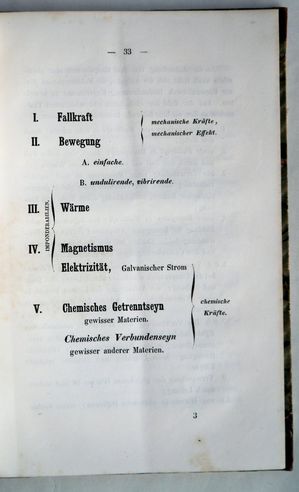 — 33 —
I. Fallkraft
mechanische Kräfte,
mechanischer Effekt.
II. Bewegung
A. einfache.
B. undulirende, vibrirende.
IMPONDERABILIEN.
III. Wärme
IV. Magnetismus
Elektrizität, Galvanischer Strom
V. Chemisches Getrenntseyn
gewisser Materien.
chemische
Kräfte.
Chemisches Verbundenseyn
gewisser anderer Materien.
3